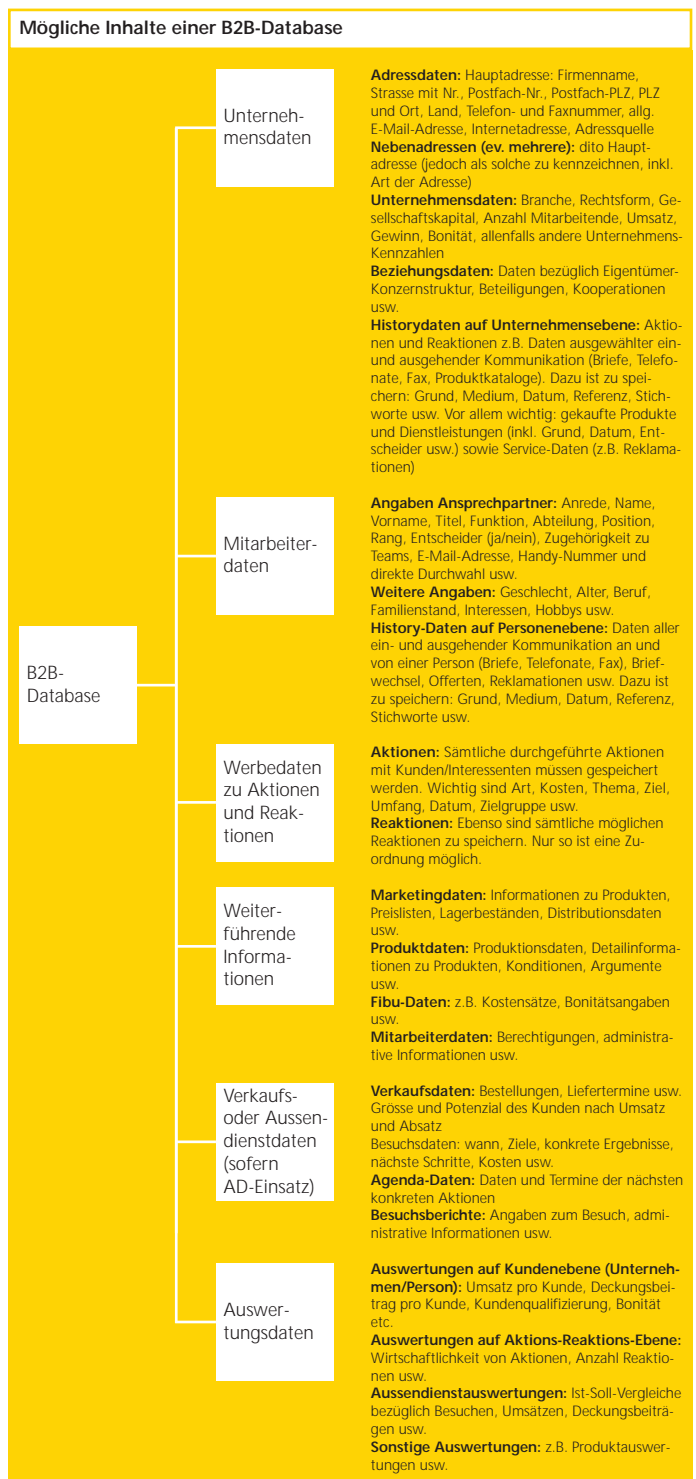 Mögliche Inhalte einer B2B-Database
B2B-
Database
Unterneh-
mensdaten
Adressdaten: Hauptadresse: Firmenname,
Strasse mit Nr., Postfach-Nr., Postfach-PLZ, PLZ
und Ort, Land, Telefon- und Faxnummer, allg.
E-Mail-Adresse, Internetadresse, Adressquelle
Nebenadressen (ev. mehrere): dito Haupt-
adresse (jedoch als solche zu kennzeichnen, inkl.
Art der Adresse)
Unternehmensdaten: Branche, Rechtsform, Ge-
sellschaftskapital, Anzahl Mitarbeitende, Umsatz,
Gewinn, Bonität, allenfalls andere Unternehmens-
Kennzahlen
Beziehungsdaten: Daten bezüglich Eigentümer-
Konzernstruktur, Beteiligungen, Kooperationen
usw.
Historydaten auf Unternehmensebene: Aktio-
nen und Reaktionen z.B. Daten ausgewählter ein-
und ausgehender Kommunikation (Briefe, Telefo-
nate, Fax, Produktkataloge). Dazu ist zu spei-
chern: Grund, Medium, Datum, Referenz, Stich-
worte usw. Vor allem wichtig: gekaufte Produkte
und Dienstleistungen (inkl. Grund, Datum, Ent-
scheider usw.) sowie Service-Daten (z.B. Reklama-
tionen)
Mitarbeiter-
daten
Angaben Ansprechpartner: Anrede, Name,
Vorname, Titel, Funktion, Abteilung, Position,
Rang, Entscheider (ja/nein), Zugehörigkeit zu
Teams, E-Mail-Adresse, Handy-Nummer und
direkte Durchwahl usw.
Weitere Angaben: Geschlecht, Alter, Beruf,
Familienstand, Interessen, Hobbys usw.
History-Daten auf Personenebene: Daten aller
ein- und ausgehender Kommunikation an und
von einer Person (Briefe, Telefonate, Fax), Brief-
wechsel, Offerten, Reklamationen usw. Dazu ist
zu speichern: Grund, Medium, Datum, Referenz,
Stichworte usw.
Werbedaten
zu Aktionen
und Reak-
tionen
Aktionen: Sämtliche durchgeführte Aktionen
mit Kunden/Interessenten müssen gespeichert
werden. Wichtig sind Art, Kosten, Thema, Ziel,
Umfang, Datum, Zielgruppe usw.
Reaktionen: Ebenso sind sämtliche möglichen
Reaktionen zu speichern. Nur so ist eine Zu-
ordnung möglich.
Weiter-
führende
Informa-
tionen
Marketingdaten: Informationen zu Produkten,
Preislisten, Lagerbeständen, Distributionsdaten
usw.
Produktdaten: Produktionsdaten, Detailinforma-
tionen zu Produkten, Konditionen, Argumente
usw.
Fibu-Daten: z.B. Kostensätze, Bonitätsangaben
usw.
Mitarbeiterdaten: Berechtigungen, administra-
tive Informationen usw.
Verkaufs-
oder Aussen-
dienstdaten
(sofern
AD-Einsatz)
Verkaufsdaten: Bestellungen, Liefertermine usw.
Grösse und Potenzial des Kunden nach Umsatz
und Absatz
Besuchsdaten: wann, Ziele, konkrete Ergebnisse,
nächste Schritte, Kosten usw.
Agenda-Daten: Daten und Termine der nächsten
konkreten Aktionen
Besuchsberichte: Angaben zum Besuch, admi-
nistrative Informationen usw.
Auswer-
tungsdaten
Auswertungen auf Kundenebene (Unterneh-
men/Person): Umsatz pro Kunde, Deckungsbei-
trag pro Kunde, Kundenqualifizierung, Bonität
etc.
Auswertungen auf Aktions-Reaktions-Ebene:
Wirtschaftlichkeit von Aktionen, Anzahl Reaktio-
nen usw.
Aussendienstauswertungen: Ist-Soll-Vergleiche
bezüglich Besuchen, Umsätzen, Deckungsbeiträ-
gen usw.
Sonstige Auswertungen: z.B. Produktauswer-
tungen usw.